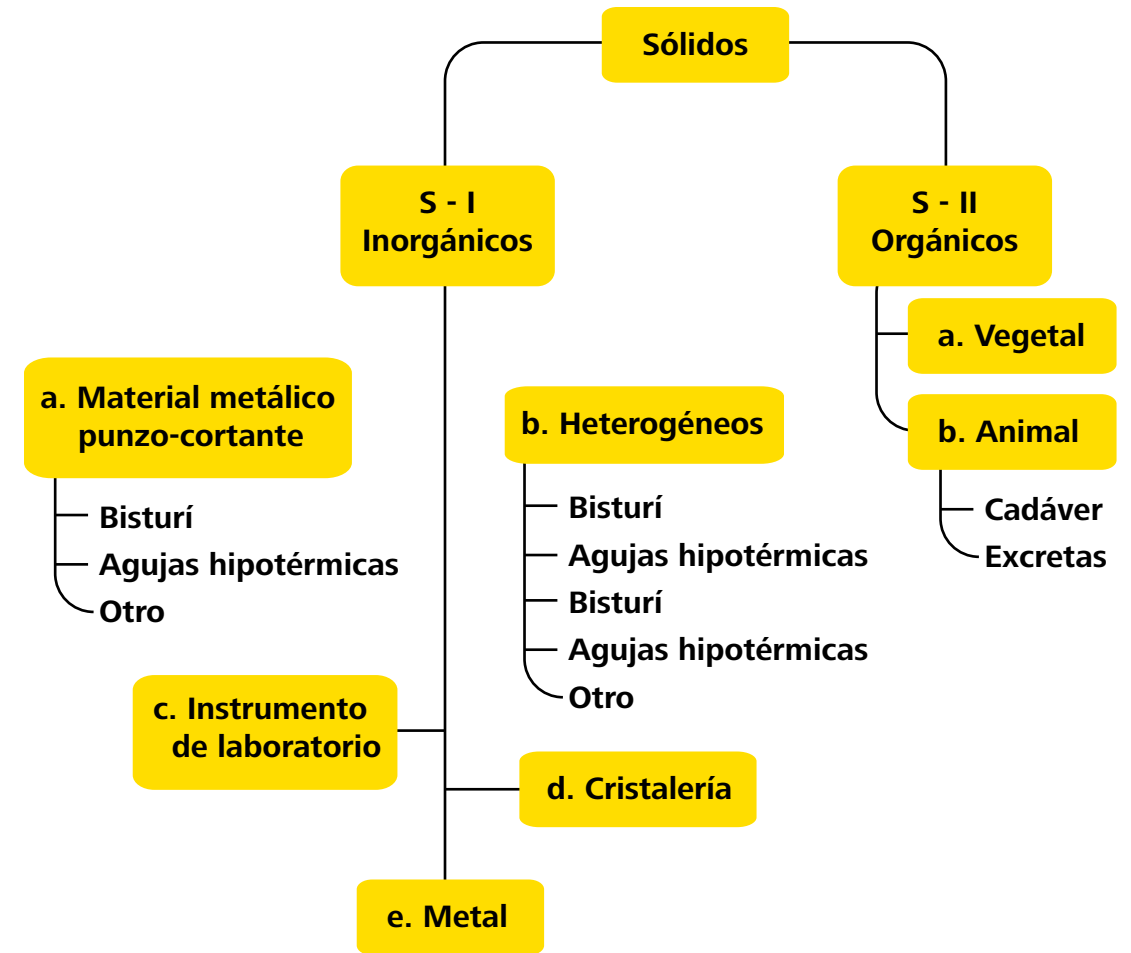 Sólidos
S - I
Inorgánicos
S - II
Orgánicos
a. Vegetal
b. Animal
Cadáver
Excretas
a. Material metálico
punzo-cortante
Bisturí
Agujas hipotérmicas
Otro
b. Heterogéneos
Bisturí
Agujas hipotérmicas
Bisturí
Agujas hipotérmicas
Otro
c. Instrumento
de laboratorio
d. Cristalería
e. Metal